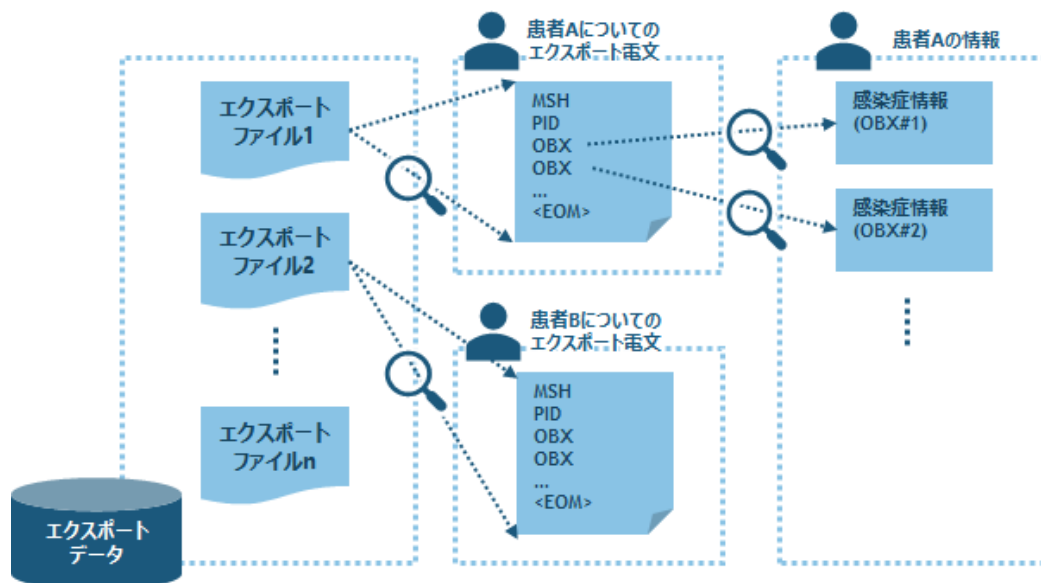 エクスポート
ファイル1
エクスポート
ファイル2
エクスポート
ファイルn
エクスポート
データ
患者Aについての
エクスポート電文
MSH
PID
OBX
OBX
...
<EOM>
患者Bについての
エクスポート電文
MSH
PID
OBX
OBX
...
<EOM>
患者Aの情報
感染症情報
(OBX#1)
感染症情報
(OBX#2)